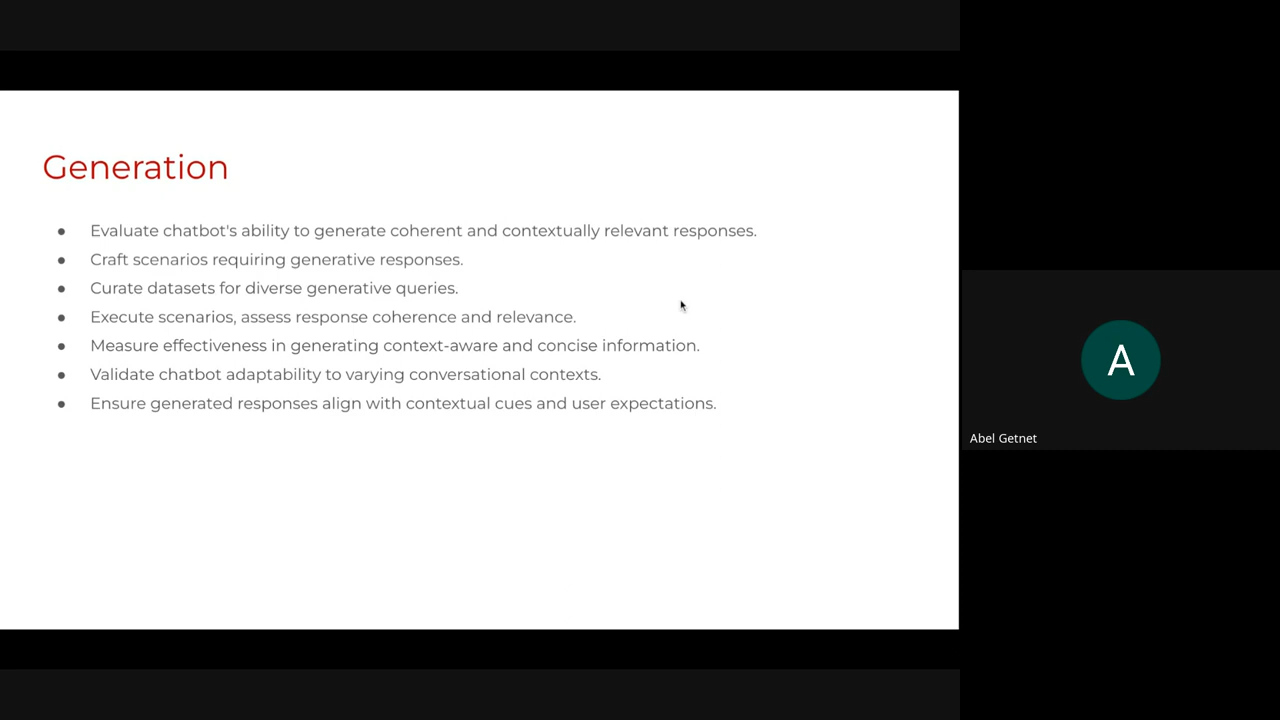 Generation
● Evaluate chatbot's ability to generate coherent and contextually relevant responses.
● Craft scenarios requiring generative responses.
● Curate datasets for diverse generative queries.
● Execute scenarios, assess response coherence and relevance.
● Measure effectiveness in generating context-aware and concise information.
● Validate chatbot adaptability to varying conversational contexts.
● Ensure generated responses align with contextual cues and user expectations.
A
Abel Getnet